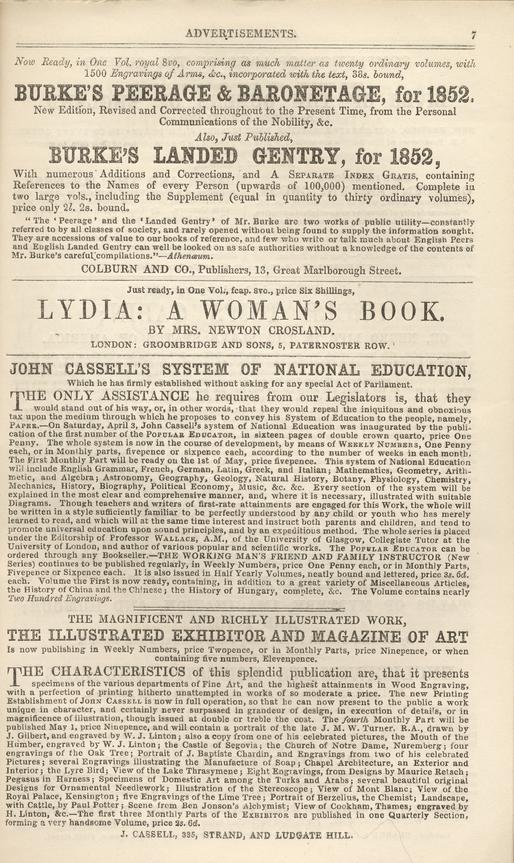 ADVERTISEMENTS. 7
Now Ready, in One Vol. royal 8vo, comprising as much matter as twenty ordinary volumes, with
1500 Engravings of Arms, &c., incorporated with the text, 38s. bound,
BURKE'S PEERAGE & BARONETAGE, for 1852.
New Edition, Revised and Corrected throughout to the Present Time, from the Personal
Communications of the Nobility, &c.
Also, Just Published,
BURKE'S LANDED GENTRY, for 1852,
With numerous Additions and Corrections, and A SEPARATE INDEX GRATIS, containing
References to the Names of every Person (upwards of 100,000) mentioned. Complete in
two large vols., including the Supplement (equal in quantity to thirty ordinary volumes),
price only 2l. 2s. bound.
"The 'Peerage' and the 'Landed Gentry' of Mr. Burke are two works of public utility—constantly
referred to by all classes of society, and rarely opened without being found to supply the information sought.
They are accessions of value to our books of reference, and few who write or talk much about English Peers
and English Landed Gentry can well be looked on as safe authorities without a knowledge of the contents of
Mr. Burke's careful compilations."—Athenæum.
COLBURN AND CO., Publishers, 13, Great Marlborough Street.
Just ready, in One Vol., fcap. 8vo., price Six Shillings,
LYDIA: A WOMAN'S BOOK.
BY MRS. NEWTON CROSLAND.
LONDON: GROOMBRIDGE AND SONS, 5, PATERNOSTER ROW.
JOHN CASSELL'S SYSTEM OF NATIONAL EDUCATION,
Which he has firmly established without asking for any special Act of Parliament.
THE ONLY ASSISTANCE he requires from our Legislators is, that they
would stand out of his way, or, in other words, that they would repeal the iniquitous and obnoxious
tax upon the medium through which he proposes to convey his System of Education to the people, namely,
PAPER.—On Saturday, April 3, John Cassell's system of National Education was inaugurated by the publi-
cation of the first number of the POPULAR EDUCATOR, in sixteen pages of double crown quarto, price One
Penny. The whole system is now in the course of development, by means of WEEKLY NUMBERS, One Penny
each, or in Monthly parts, fivepence or sixpence each, according to the number of weeks in each month.
The First Monthly Part will be ready on the 1st of May, price fivepence. This system of National Education
will include English Grammar, French, German, Latin, Greek, and Italian; Mathematics, Geometry, Arith-
metic, and Algebra; Astronomy, Geography, Geology, Natural History, Botany, Physiology, Chemistry,
Mechanics, History, Biography, Political Economy, Music, &c. &c. Every section of the system will be
explained in the most clear and comprehensive manner, and, where it is necessary, illustrated with suitable
Diagrams. Though teachers and writers of first-rate attainments are engaged for this Work, the whole will
be written in a style sufficiently familiar to be perfectly understood by any child or youth who has merely
learned to read, and which will at the same time interest and instruct both parents and children, and tend to
promote universal education upon sound principles, and by an expeditious method. The whole series is placed
under the Editorship of Professor WALLACE, A.M., of the University of Glasgow, Collegiate Tutor at the
University of London, and author of various popular and scientific works. The POPULAR EDUCATOR can be
ordered through any Bookseller.—THE WORKING MAN'S FRIEND AND FAMILY INSTRUCTOR (New
Series) continues to be published regularly, in Weekly Numbers, price One Penny each, or in Monthly Parts,
Fivepence or Sixpence each. It is also issued in Half Yearly Volumes, neatly bound and lettered, price 3s. 6d.
each. Volume the First is now ready, containing, in addition to a great variety of Miscellaneous Articles,
the History of China and the Chinese; the History of Hungary, complete, &c. The Volume contains nearly
Two Hundred Engravings.
THE MAGNIFICENT AND RICHLY ILLUSTRATED WORK,
THE ILLUSTRATED EXHIBITOR AND MAGAZINE OF ART
Is now publishing in Weekly Numbers, price Twopence, or in Monthly Parts, price Ninepence, or when
containing five numbers, Elevenpence.
THE CHARACTERISTICS of this splendid publication are, that it presents
specimens of the various departments of Fine Art, and the highest attainments in Wood Engraving,
with a perfection of printing hitherto unattained in works of so moderate a price. The new Printing
Establishment of JOHN CASSELL is now in full operation, so that he can now present to the public a work
unique in character, and certainly never surpassed in grandeur of design, in execution of details, or in
magnificence of illustration, though issued at double or treble the cost. The fourth Monthly Part will be
published May 1, price Ninepence, and will contain a portrait of the late J. M. W. Turner. R.A., drawn by
J. Gilbert, and engraved by W. J. Linton; also a copy from one of his celebrated pictures, the Mouth of the
Humber, engraved by W. J. Linton; the Castle of Segovia; the Church of Notre Dame, Nuremberg; four
engravings of the Oak Tree; Portrait of J. Baptiste Chardin, and Engravings from two of his celebrated
Pictures; several Engravings illustrating the Manufacture of Soap; Chapel Architecture, an Exterior and
Interior; the Lyre Bird; View of the Lake Thrasymene; Eight Engravings, from Designs by Maurice Retsch;
Pegasus in Harness; Specimens of Domestic Art among the Turks and Arabs; several beautiful original
Designs for Ornamental Needlework; Illustration of the Stereoscope; View of Mont Blanc; View of the
Royal Palace, Kensington; five Engravings of the Lime Tree; Portrait of Berzelius, the Chemist; Landscape,
with Cattle, by Paul Potter; Scene from Ben Jonson's Alchymist; View of Cookham, Thames; engraved by
H. Linton, &c.—The first three Monthly Parts of the EXHIBITOR are published in one Quarterly Section,
forming a very handsome Volume, price 2s. 6d.
J. CASSELL, 335, STRAND, AND LUDGATE HILL.